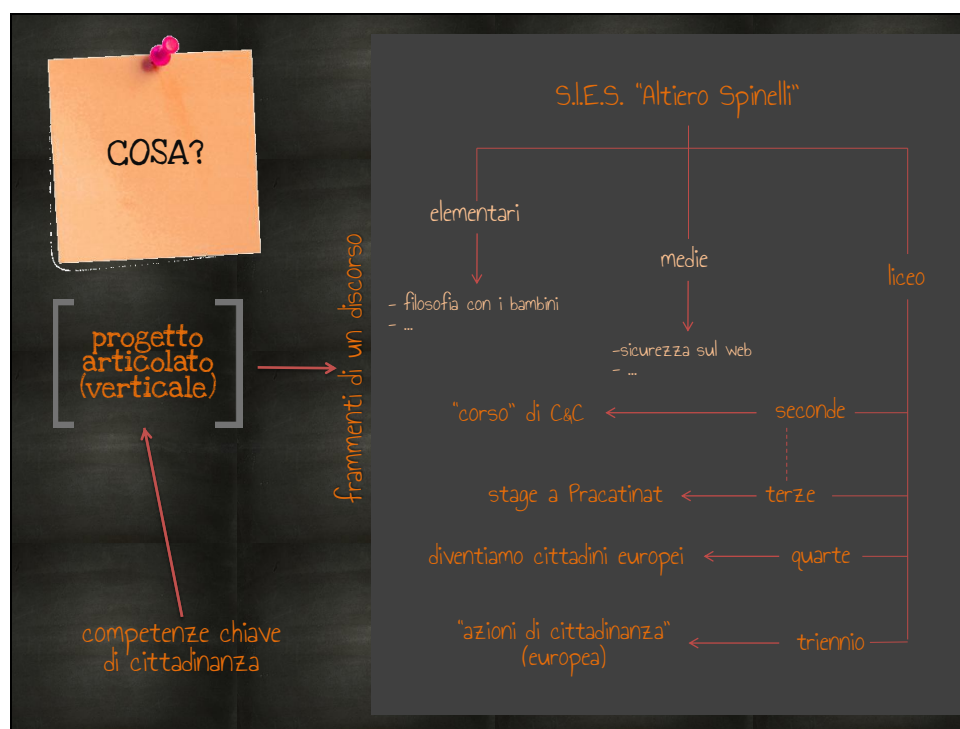 COSA?
progetto
articolato
(verticale)
competenze chiave
di cittadinanza
frammenti di un discorso
S.I.E.S. "Altiero Spinelli"
elementari
- filosofia con i bambini
- ...
medie
-sicurezza sul web
- ...
liceo
"corso" di C&C
seconde
stage a Pracatinat
terze
diventiamo cittadini europei
quarte
"azioni di cittadinanza"
(europea)
triennio